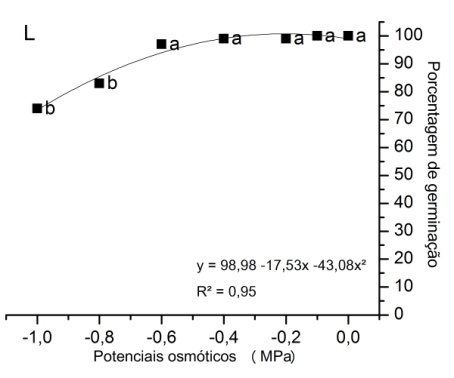 L
b
b
a
a
a
a
a
100
90
80
70
60
50
40
30
20
10
0
Porcentagem de germinação
y = 98,98 -17,53x -43,08x²
R² = 0,95
-1,0 -0,8 -0,6 -0,4 -0,2 0,0
Potenciais osmóticos ( MPa)